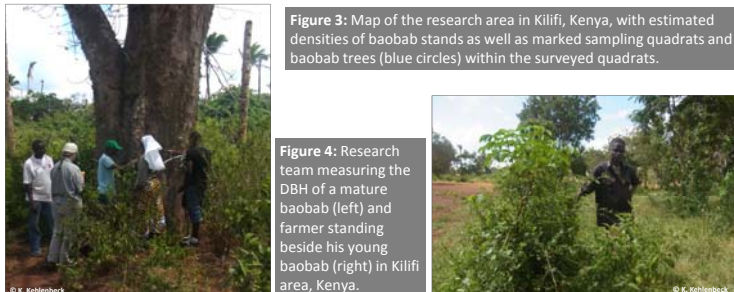 Figure 3: Map of the research area in Kilifi, Kenya, with estimated
densities of baobab stands as well as marked sampling quadrats and
baobab trees (blue circles) within the surveyed quadrats.
Figure 4: Research
team measuring the
DBH of a mature
baobab (left) and
farmer standing
beside his young
baobab (right) in Kilifi
area, Kenya.
© K. Kehlenbeck
© K. Kehlenbeck